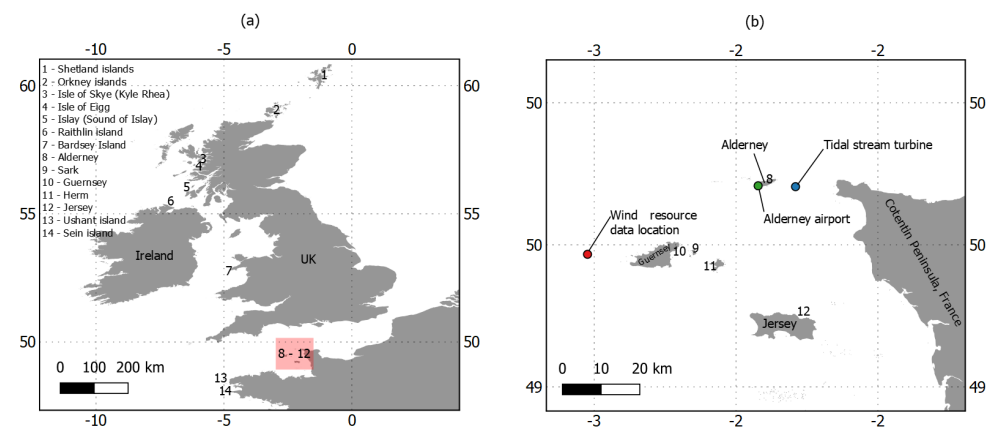 (a)
-10 -5 0
1 - Shetland islands
2 - Orkney islands
3 - Isle of Skye (Kyle Rhea)
4 - Isle of Eigg
5 - Islay (Sound of Islay)
6 - Raithlin island
7 - Bardsey Island
8 - Alderney
9 - Sark
10 - Guernsey
11 - Herm
12 - Jersey
13 - Ushant island
14 - Sein island
60 60
55 55
50 50
1
2
3
4
5
6
7
8 - 12
13
14
Ireland
UK
0 100 200 km
-10 -5 0
(b)
-3 -2 -2
50 50
Alderney
Tidal stream turbine
8
Alderney airport
Wind resource
data location
50 50
Guernsey
10
9
11
Cotentin Peninsula, France
12
Jersey
0 10 20 km
49 49
-3 -2 -2